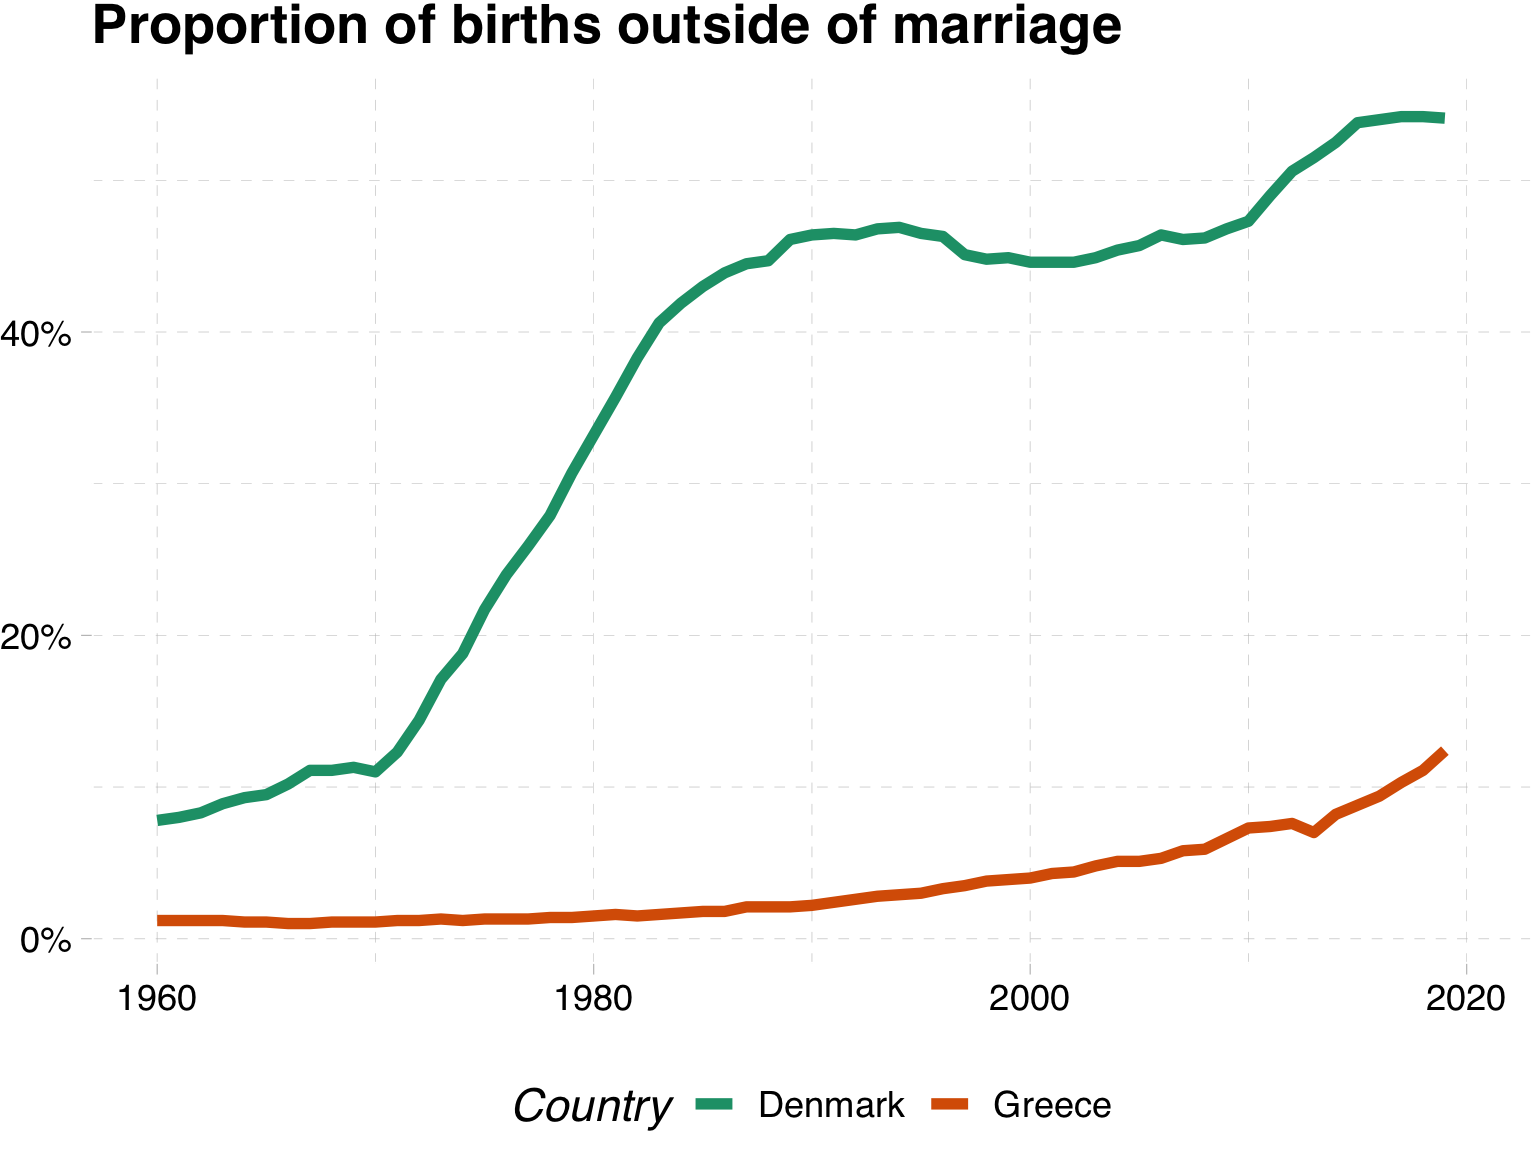 Proportion of births outside of marriage
40%
20%
0%
1960 1980 2000 2020
Country Denmark Greece